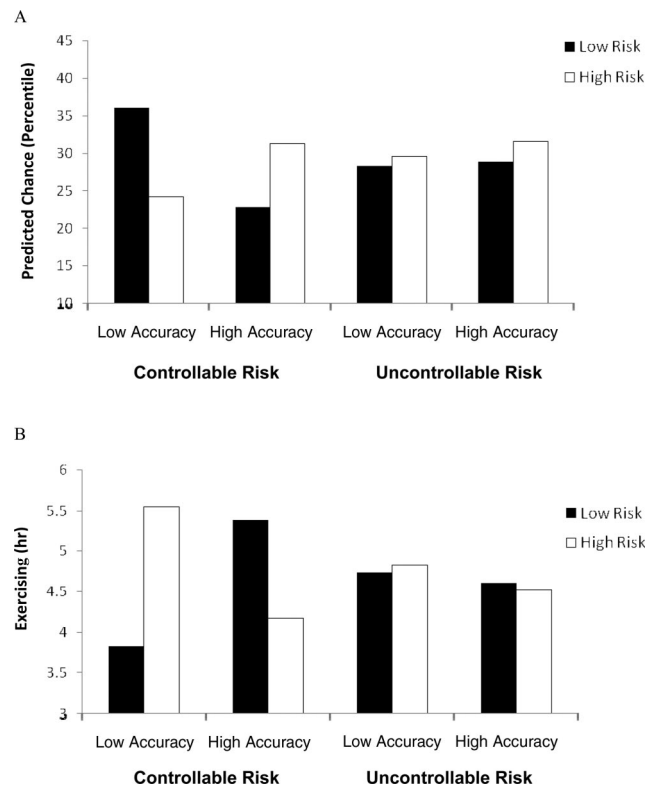 A
45
40
35
30
25
20
15
10
Predicted Chance (Percentile)
Low Risk
High Risk
Low Accuracy High Accuracy Low Accuracy High Accuracy
Controllable Risk Uncontrollable Risk
B
6
5.5
5
4.5
4
3.5
3
Exercising (hr)
Low Risk
High Risk
Low Accuracy High Accuracy Low Accuracy High Accuracy
Controllable Risk Uncontrollable Risk